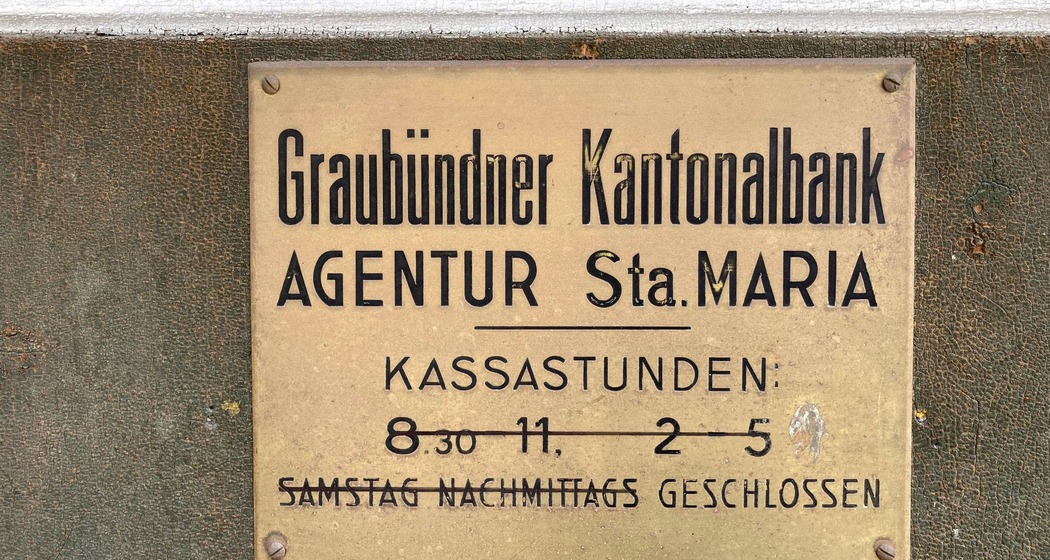 Graubündner Kantonalbank
AGENTUR Sta. MARIA
KASSASTUNDEN:
8.30 - 11, 2 - 5
SAMSTAG NACHMITTAGS GESCHLOSSEN